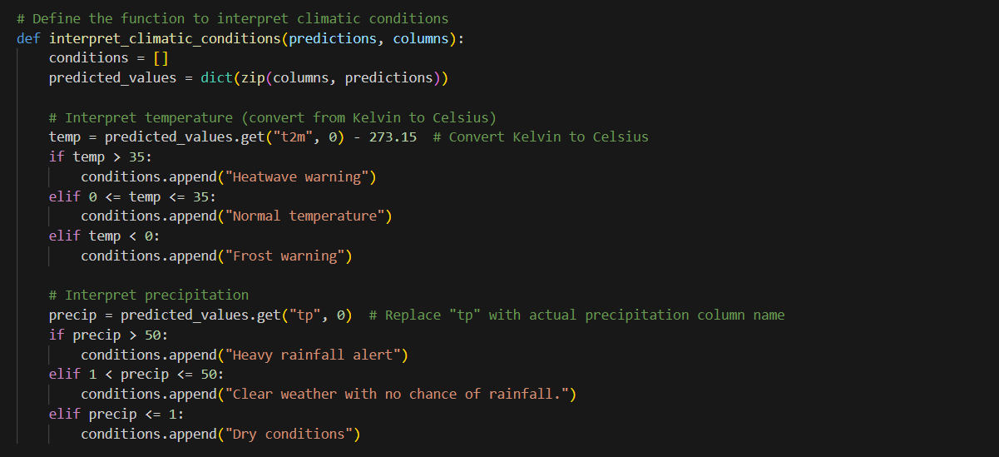 # Define the function to interpret climatic conditions
def interpret_climatic_conditions(predictions, columns):
    conditions = []
    predicted_values = dict(zip(columns, predictions))

    # Interpret temperature (convert from Kelvin to Celsius)
    temp = predicted_values.get("t2m", 0) - 273.15  # Convert Kelvin to Celsius
    if temp > 35:
        conditions.append("Heatwave warning")
    elif 0 <= temp <= 35:
        conditions.append("Normal temperature")
    elif temp < 0:
        conditions.append("Frost warning")

    # Interpret precipitation
    precip = predicted_values.get("tp", 0)  # Replace "tp" with actual precipitation column name
    if precip > 50:
        conditions.append("Heavy rainfall alert")
    elif 1 < precip <= 50:
        conditions.append("Clear weather with no chance of rainfall.")
    elif precip <= 1:
        conditions.append("Dry conditions")